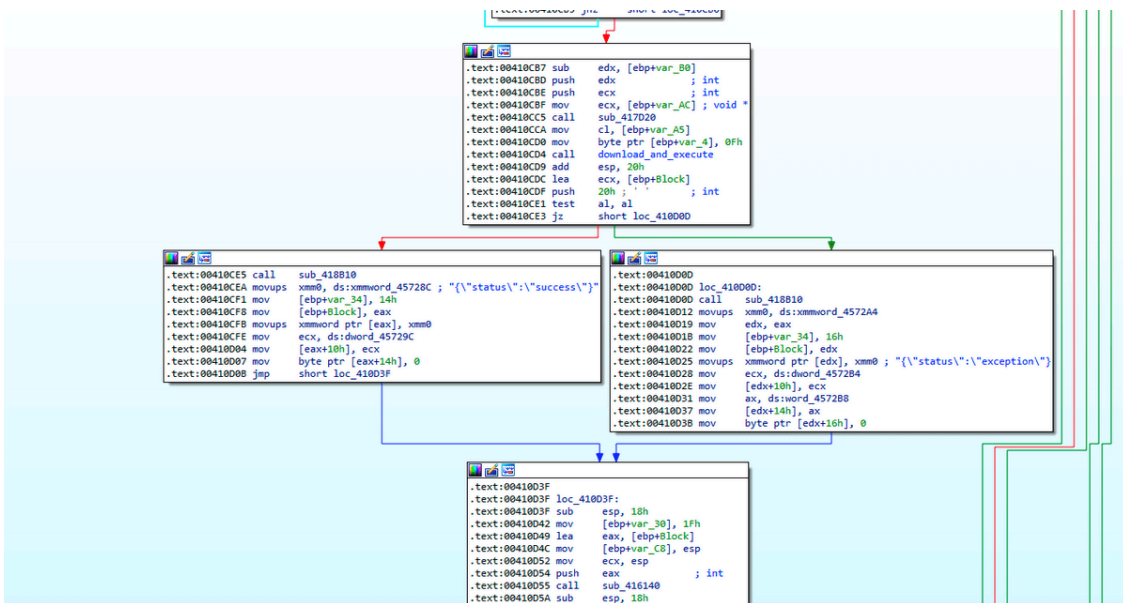 .text:00410CB7 sub edx, [ebp+var_B0]
.text:00410CBD push edx ; int
.text:00410CBE push ecx ; int
.text:00410CBF mov ecx, [ebp+var_AC] ; void *
.text:00410CC5 call sub_417D20
.text:00410CCA mov cl, [ebp+var_A5]
.text:00410CD0 mov byte ptr [ebp+var_4], 0Fh
.text:00410CD4 call download_and_execute
.text:00410CD9 add esp, 20h
.text:00410CDC lea ecx, [ebp+Block]
.text:00410CDF push 20h ; ' ' ; int
.text:00410CE1 test al, al
.text:00410CE3 jz short loc_410D0D
.text:00410CE5 call sub_418B10
.text:00410CEA movups xmm0, ds:xmmword_45728C ; "{\"status\":\"success\"}"
.text:00410CF1 mov [ebp+var_34], 14h
.text:00410CF8 mov [ebp+Block], eax
.text:00410CFB movups xmmword ptr [eax], xmm0
.text:00410CFE mov ecx, ds:dword_45729C
.text:00410D04 mov [eax+10h], ecx
.text:00410D07 mov byte ptr [eax+14h], 0
.text:00410D0B jmp short loc_410D3F
.text:00410D0D
.text:00410D0D loc_410D0D:
.text:00410D0D call sub_418B10
.text:00410D12 movups xmm0, ds:xmmword_4572A4
.text:00410D19 mov edx, eax
.text:00410D1B mov [ebp+var_34], 16h
.text:00410D22 mov [ebp+Block], edx
.text:00410D25 movups xmmword ptr [edx], xmm0 ; "{\"status\":\"exception\"}
.text:00410D28 mov ecx, ds:dword_4572B4
.text:00410D2E mov [edx+10h], ecx
.text:00410D31 mov ax, ds:word_4572B8
.text:00410D37 mov [edx+14h], ax
.text:00410D3B mov byte ptr [edx+16h], 0
.text:00410D3F
.text:00410D3F loc_410D3F:
.text:00410D3F sub esp, 18h
.text:00410D42 mov [ebp+var_30], 1Fh
.text:00410D49 lea eax, [ebp+Block]
.text:00410D4C mov [ebp+var_C8], esp
.text:00410D52 mov ecx, esp
.text:00410D54 push eax ; int
.text:00410D55 call sub_416140
.text:00410D5A sub esp, 18h